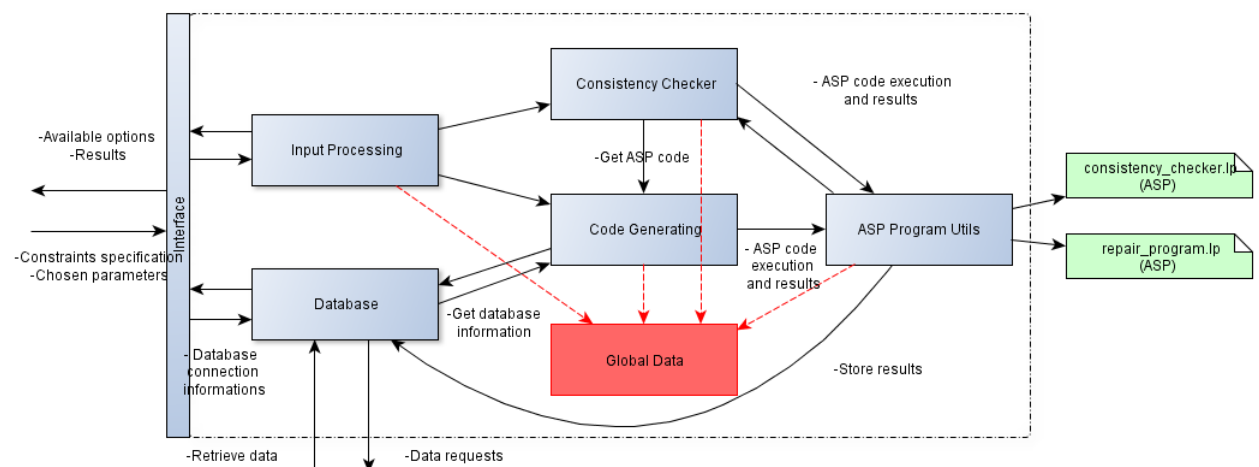 Consistency Checker
- ASP code execution
and results
-Available options
-Results
Input Processing
-Get ASP code
consistency_checker.lp
(ASP)
Interface
Code Generating
ASP Program Utils
-Constraints specification
-Chosen parameters
- ASP code
execution
and results
repair_program.lp
(ASP)
Database
-Get database
information
- Database
connection
informations
Global Data
-Store results
-Retrieve data
-Data requests